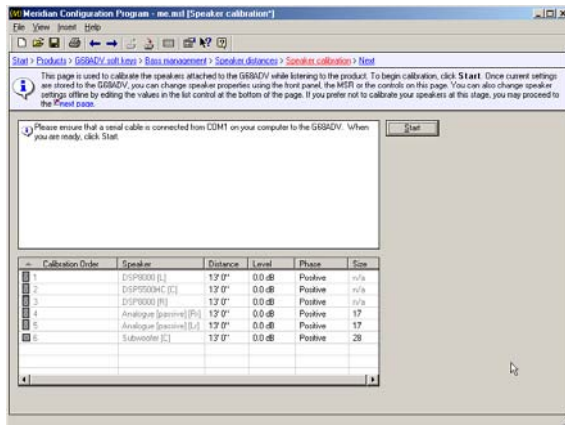 Meridian Configuration Program - me.msl [Speaker calibration*]
File View Insert Help
Start > Products > G68ADV soft keys > Bass management > Speaker distances > Speaker calibration > Next
This page is used to calibrate the speakers attached to the G68ADV while listening to the product. To begin calibration, click Start. Once current settings
are stored to the G68ADV, you can change speaker properties using the front panel, the MSR or the controls on this page. You can also change speaker
settings offline by editing the values in the list control at the bottom of the page. If you prefer not to calibrate your speakers at this stage, you may proceed to
the next page.
Please ensure that a serial cable is connected from COM1 on your computer to the G68ADV. When
you are ready, click Start.
Start
Calibration Order Speaker Distance Level Phase Size
1 DSP8000 [L] 13' 0" 0.0 dB Positive n/a
2 DSP5500HC [C] 13' 0" 0.0 dB Positive n/a
3 DSP8000 [R] 13' 0" 0.0 dB Positive n/a
4 Analogue [passive] [Rr] 13' 0" 0.0 dB Positive 17
5 Analogue [passive] [Lr] 13' 0" 0.0 dB Positive 17
6 Subwoofer [C] 13' 0" 0.0 dB Positive 28